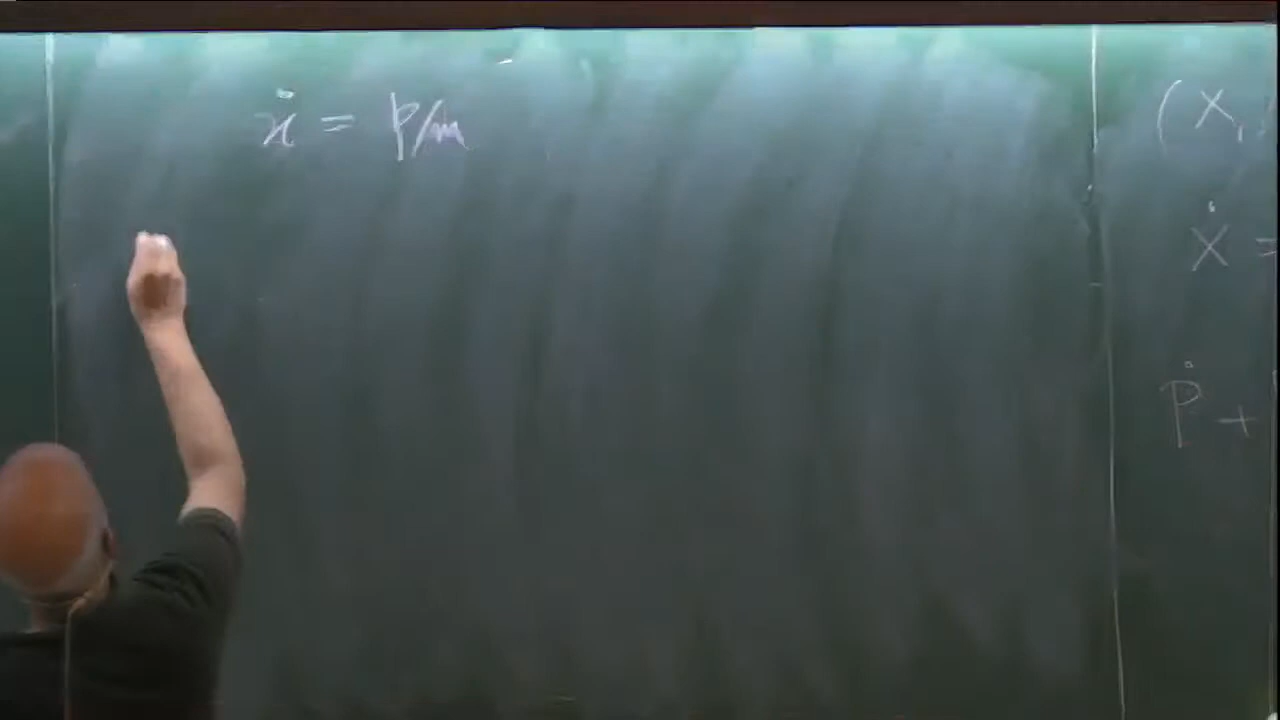 ẋ = p/m
(X,
Ẋ =
Ṗ +